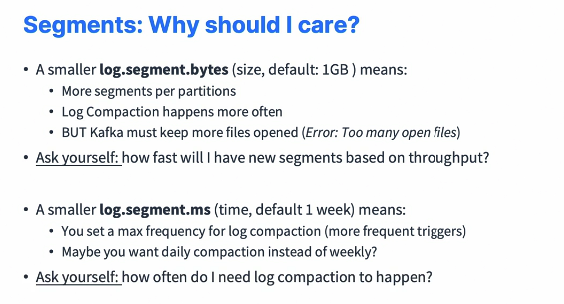 Segments: Why should I care?
• A smaller log.segment.bytes (size, default: 1GB ) means:
• More segments per partitions
• Log Compaction happens more often
• BUT Kafka must keep more files opened (Error: Too many open files)
• Ask yourself: how fast will I have new segments based on throughput?
• A smaller log.segment.ms (time, default 1 week) means:
• You set a max frequency for log compaction (more frequent triggers)
• Maybe you want daily compaction instead of weekly?
• Ask yourself: how often do I need log compaction to happen?